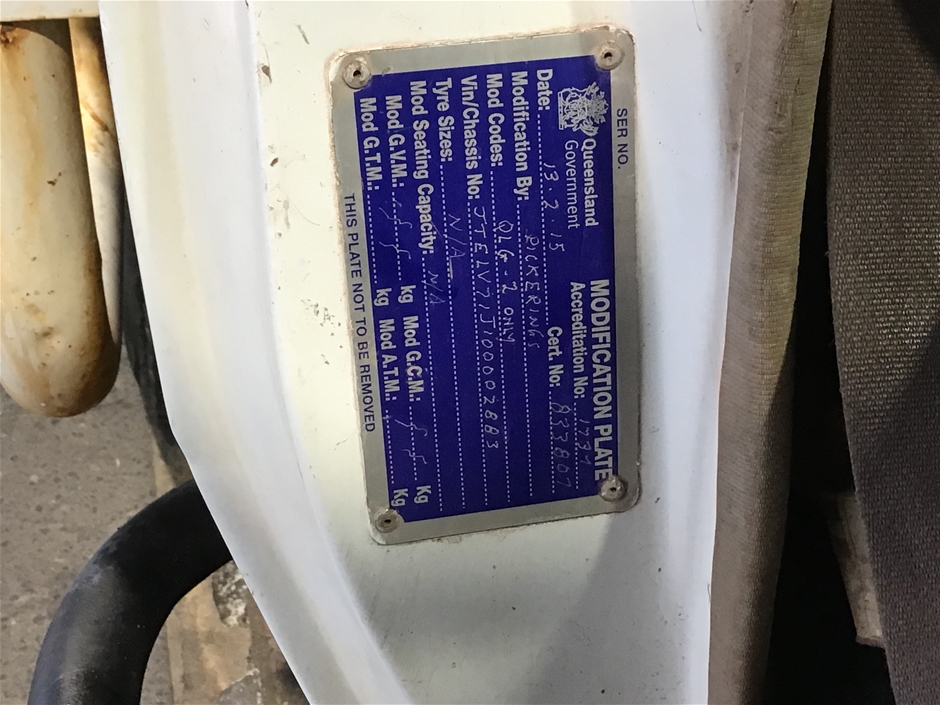 SER NO.
Queensland
Government
MODIFICATION PLATE
Accreditation No:
Date: 13.2.15 Cert. No: 833807
Modification By: PICKERINGS
Mod Codes: QLG-2 ONLY
Vin/Chassis No:
Tyre Sizes: N/A
Mod Seating Capacity: N/A
Mod G.V.M.: kg Mod G.C.M.: Kg
Mod G.T.M.: kg Mod A.T.M.: Kg
THIS PLATE NOT TO BE REMOVED